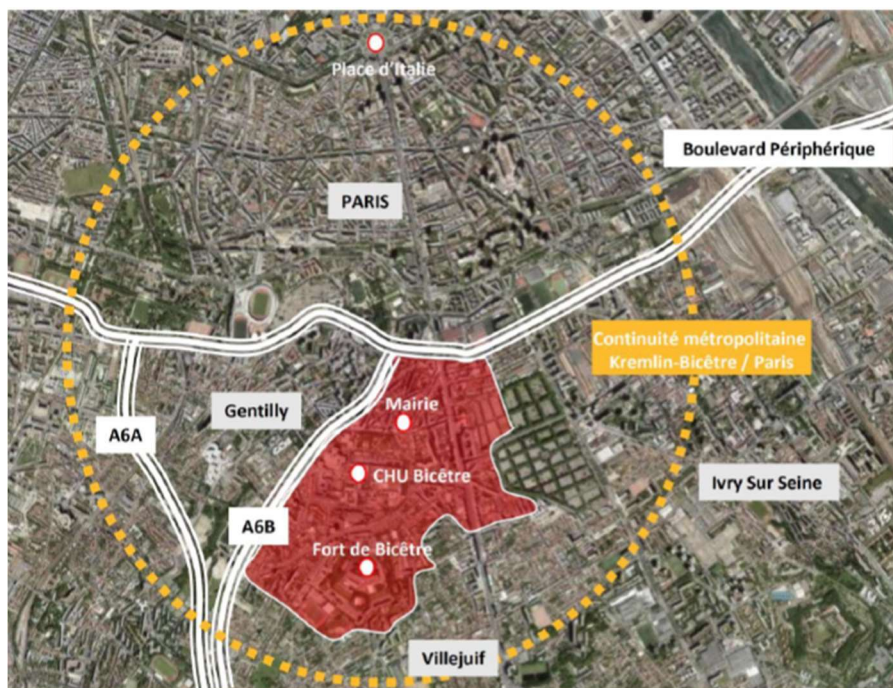 Place d'Italie
Boulevard Périphérique
PARIS
Continuité métropolitaine
Kremlin-Bicêtre / Paris
Gentilly
Mairie
A6A
CHU Bicêtre
Ivry Sur Seine
A6B
Fort de Bicêtre
Villejuif